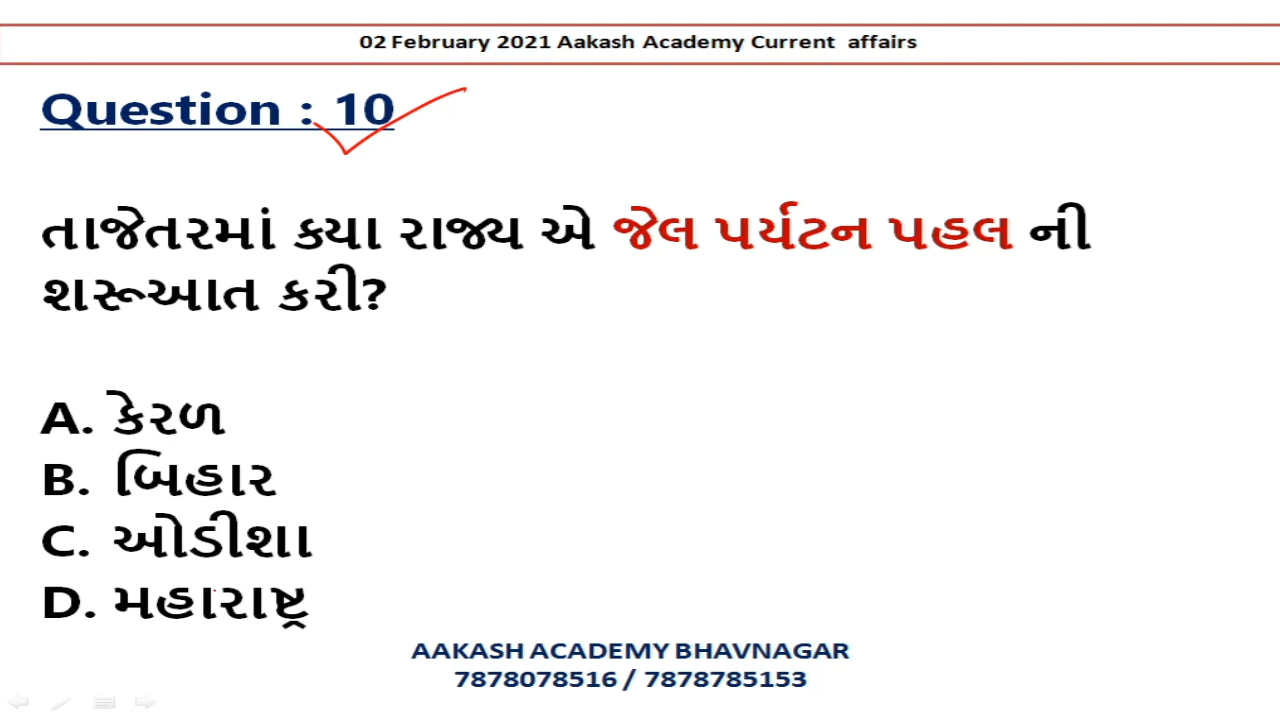 02 February 2021 Aakash Academy Current affairs
Question : 10
તાજેતરમાં ક્યા રાજ્ય એ જેલ પર્યટન પહલ ની
શરૂઆત કરી?
A. કેરળ
B. બિહાર
C. ઓડીશા
D. મહારાષ્ટ્ર
AAKASH ACADEMY BHAVNAGAR
7878078516 / 7878785153